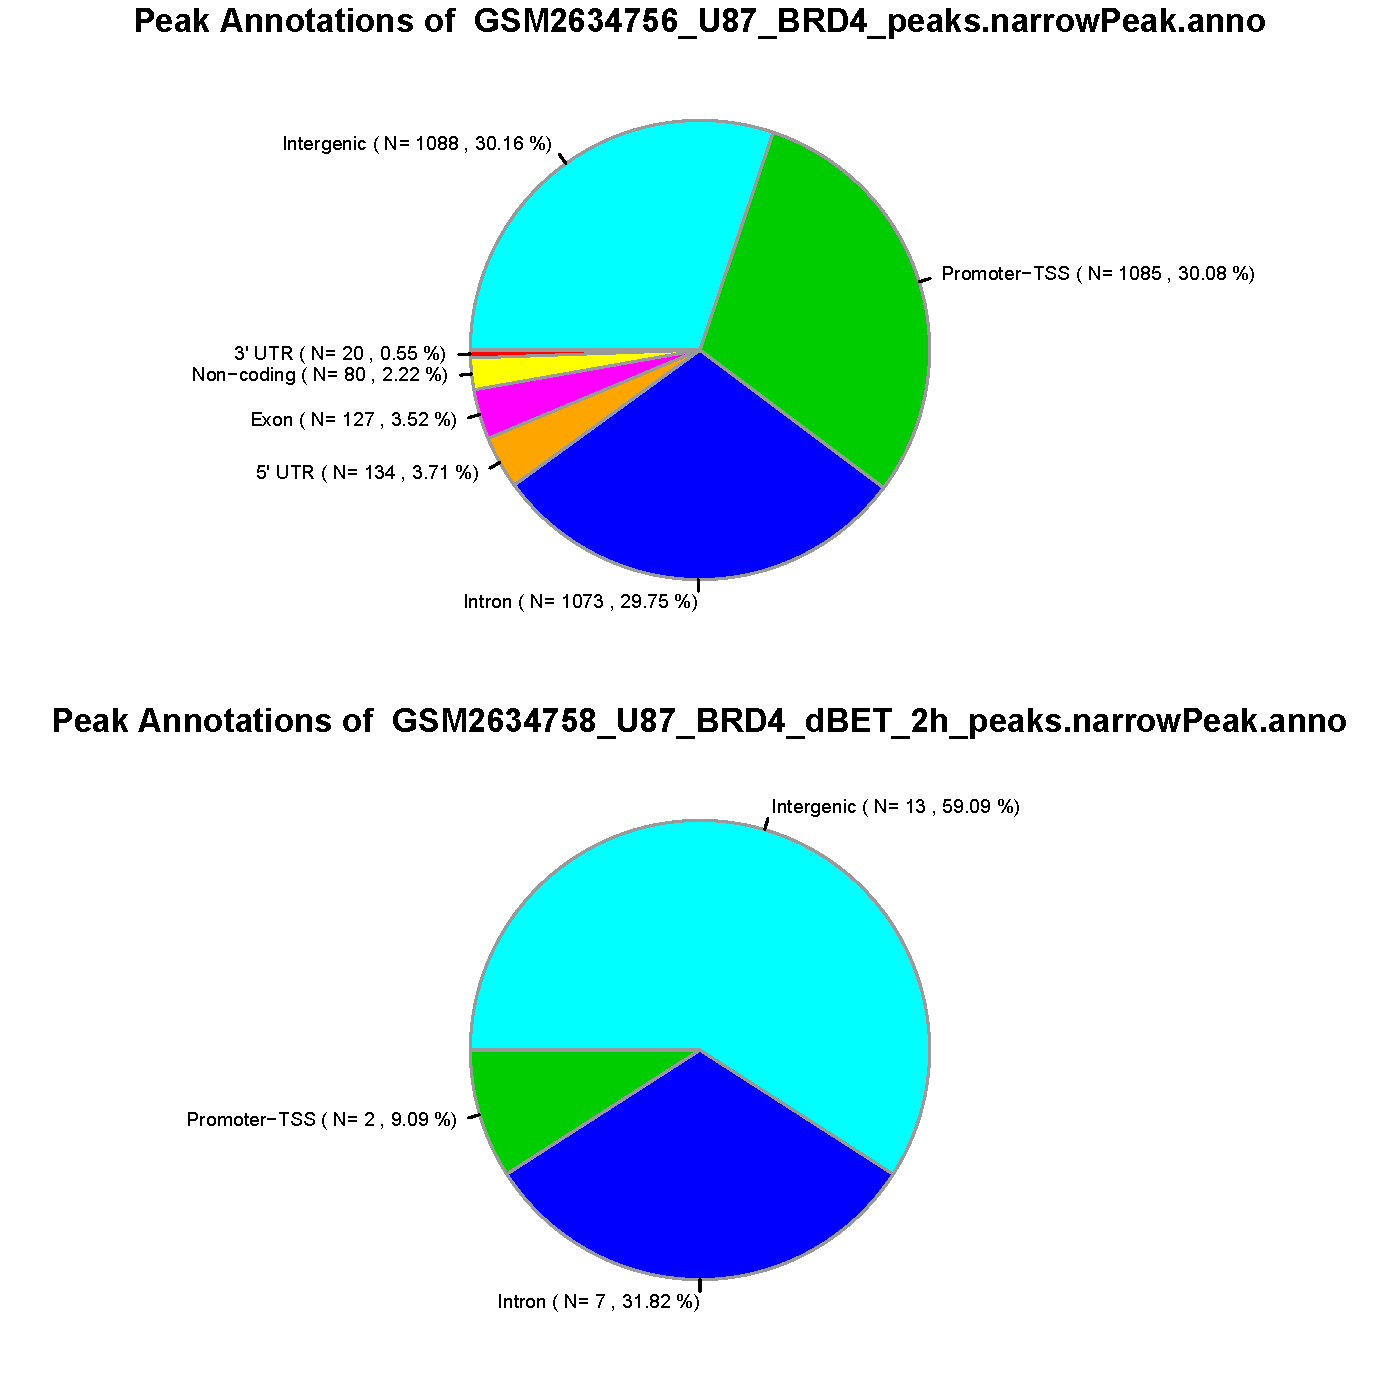 Peak Annotations of  GSM2634756_U87_BRD4_peaks.narrowPeak.anno
Intergenic ( N= 1088 , 30.16 %)
Promoter−TSS ( N= 1085 , 30.08 %)
3' UTR ( N= 20 , 0.55 %)
Non−coding ( N= 80 , 2.22 %)
Exon ( N= 127 , 3.52 %)
5' UTR ( N= 134 , 3.71 %)
Intron ( N= 1073 , 29.75 %)
Peak Annotations of  GSM2634758_U87_BRD4_dBET_2h_peaks.narrowPeak.anno
Intergenic ( N= 13 , 59.09 %)
Promoter−TSS ( N= 2 , 9.09 %)
Intron ( N= 7 , 31.82 %)